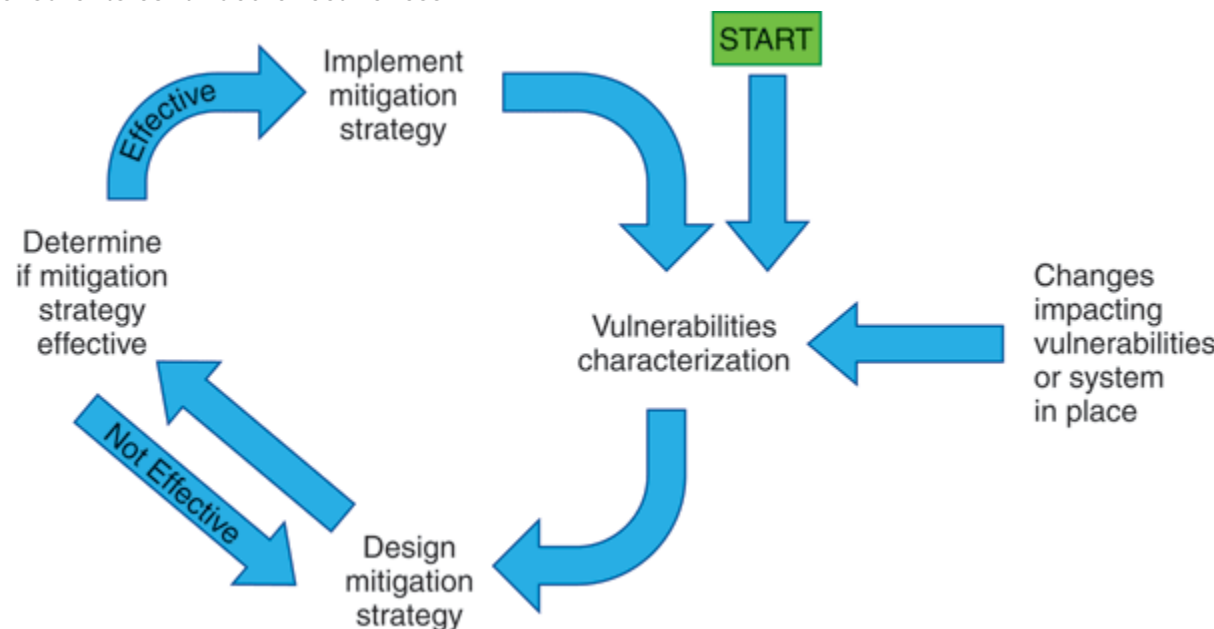 START
Implement
mitigation
strategy
Effective
Determine
if mitigation
strategy
effective
Vulnerabilities
characterization
Changes
impacting
vulnerabilities
or system
in place
Not Effective
Design
mitigation
strategy